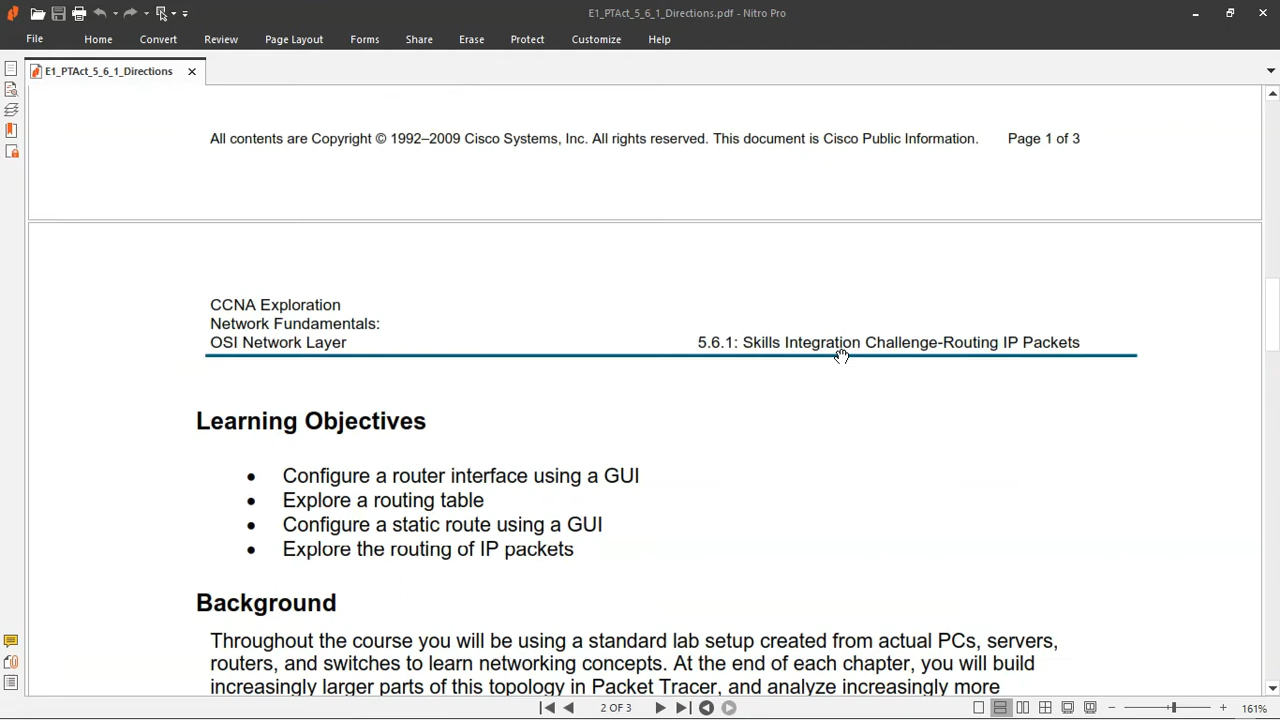 E1_PTAct_5_6_1_Directions.pdf - Nitro Pro
File Home Convert Review Page Layout Forms Share Erase Protect Customize Help
E1_PTAct_5_6_1_Directions
All contents are Copyright © 1992–2009 Cisco Systems, Inc. All rights reserved. This document is Cisco Public Information. Page 1 of 3
CCNA Exploration
Network Fundamentals:
OSI Network Layer 5.6.1: Skills Integration Challenge-Routing IP Packets
Learning Objectives
• Configure a router interface using a GUI
• Explore a routing table
• Configure a static route using a GUI
• Explore the routing of IP packets
Background
Throughout the course you will be using a standard lab setup created from actual PCs, servers,
routers, and switches to learn networking concepts. At the end of each chapter, you will build
increasingly larger parts of this topology in Packet Tracer, and analyze increasingly more
2 OF 3 161%